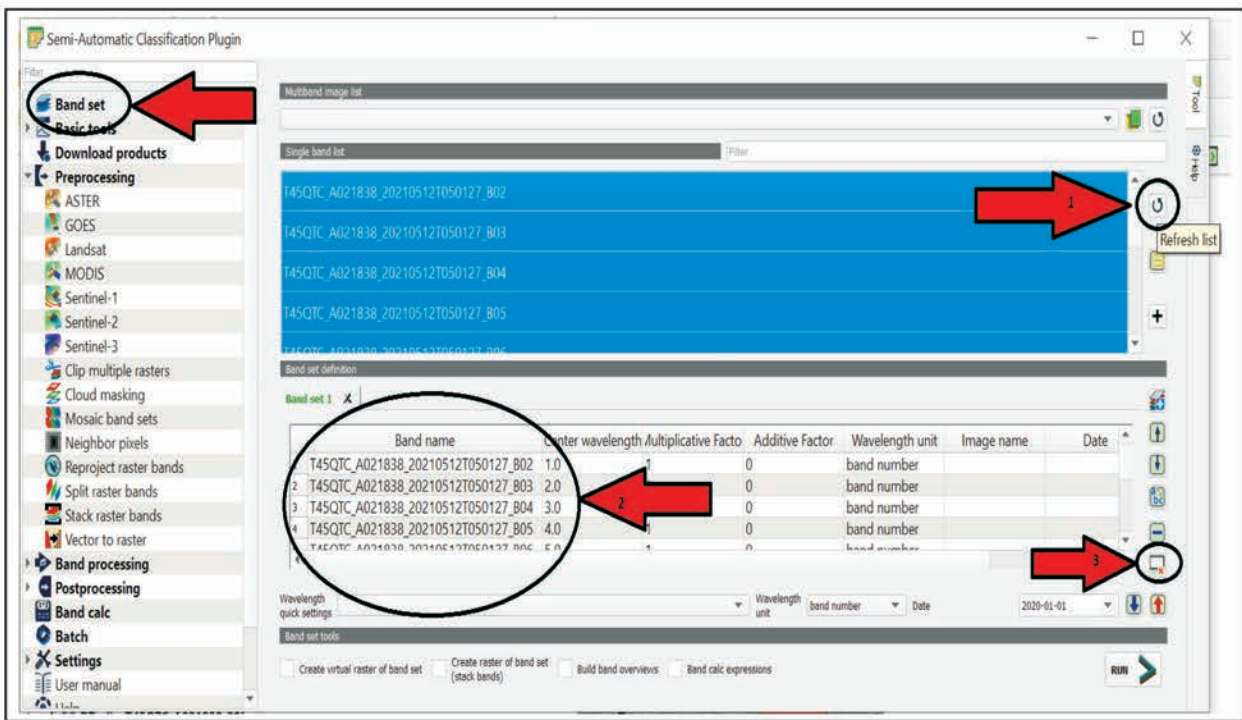 Semi-Automatic Classification Plugin
Filter
Band set
Basic tools
Download products
Preprocessing
ASTER
GOES
Landsat
MODIS
Sentinel-1
Sentinel-2
Sentinel-3
Clip multiple rasters
Cloud masking
Mosaic band sets
Neighbor pixels
Reproject raster bands
Split raster bands
Stack raster bands
Vector to raster
Band processing
Postprocessing
Band calc
Batch
Settings
User manual
Multiband image list
Single band list
Filter
T45QTC_A021838_20210512T050127_B02
T45QTC_A021838_20210512T050127_B03
T45QTC_A021838_20210512T050127_B04
T45QTC_A021838_20210512T050127_B05
1
Refresh list
Tool
Help
Band set definition
Band set 1 X
Band name Center wavelength Multiplicative Facto Additive Factor Wavelength unit Image name Date
T45QTC_A021838_20210512T050127_B02 1.0 1 0 band number
2 T45QTC_A021838_20210512T050127_B03 2.0 0 band number
3 T45QTC_A021838_20210512T050127_B04 3.0 0 band number
4 T45QTC_A021838_20210512T050127_B05 4.0 1 0 band number
2
3
Wavelength quick settings
Wavelength unit band number Date 2020-01-01
Band set tools
Create virtual raster of band set
Create raster of band set
(stack bands)
Build band overviews
Band calc expressions
RUN